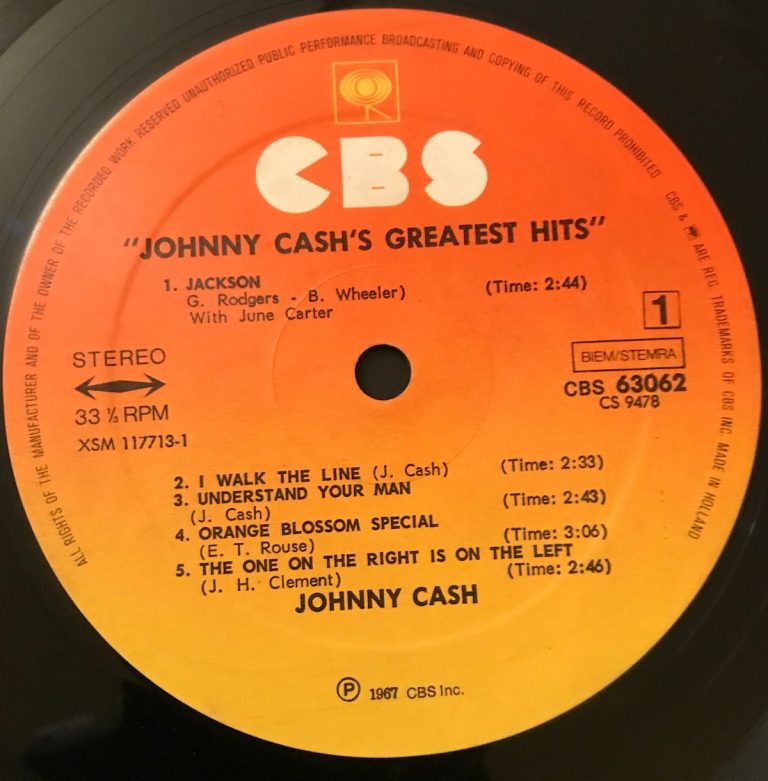 ALL RIGHTS OF THE MANUFACTURER AND OF THE OWNER OF THE RECORDED WORK RESERVED UNAUTHORIZED PUBLIC PERFORMANCE BROADCASTING AND COPYING OF THIS RECORD PROHIBITED
CBS & ARE REG. TRADEMARKS OF CBS INC. MADE IN HOLLAND
CBS
"JOHNNY CASH'S GREATEST HITS"
1. JACKSON (Time: 2:44)
G. Rodgers - B. Wheeler)
With June Carter
1
STEREO
BIEM/STEMRA
33 ⅓ RPM
CBS 63062
CS 9478
XSM 117713-1
2. I WALK THE LINE (J. Cash) (Time: 2:33)
3. UNDERSTAND YOUR MAN (Time: 2:43)
(J. Cash)
4. ORANGE BLOSSOM SPECIAL (Time: 3:06)
(E. T. Rouse)
5. THE ONE ON THE RIGHT IS ON THE LEFT
(J. H. Clement) (Time: 2:46)
JOHNNY CASH
Ⓟ 1967 CBS Inc.